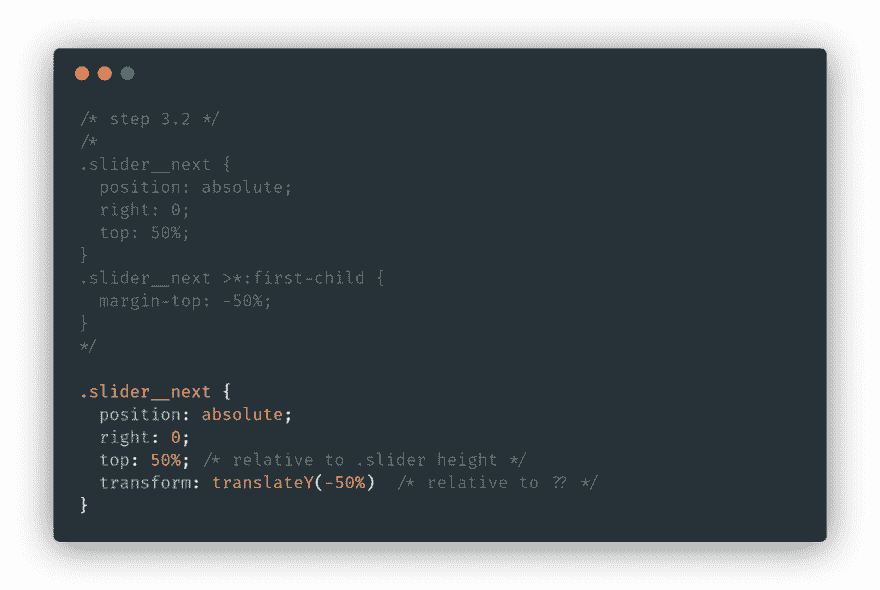 /* step 3.2 */
/*
.slider__next {
  position: absolute;
  right: 0;
  top: 50%;
}
.slider__next >*:first-child {
  margin-top: -50%;
}
*/

.slider__next {
  position: absolute;
  right: 0;
  top: 50%; /* relative to .slider height */
  transform: translateY(-50%)  /* relative to ?? */
}